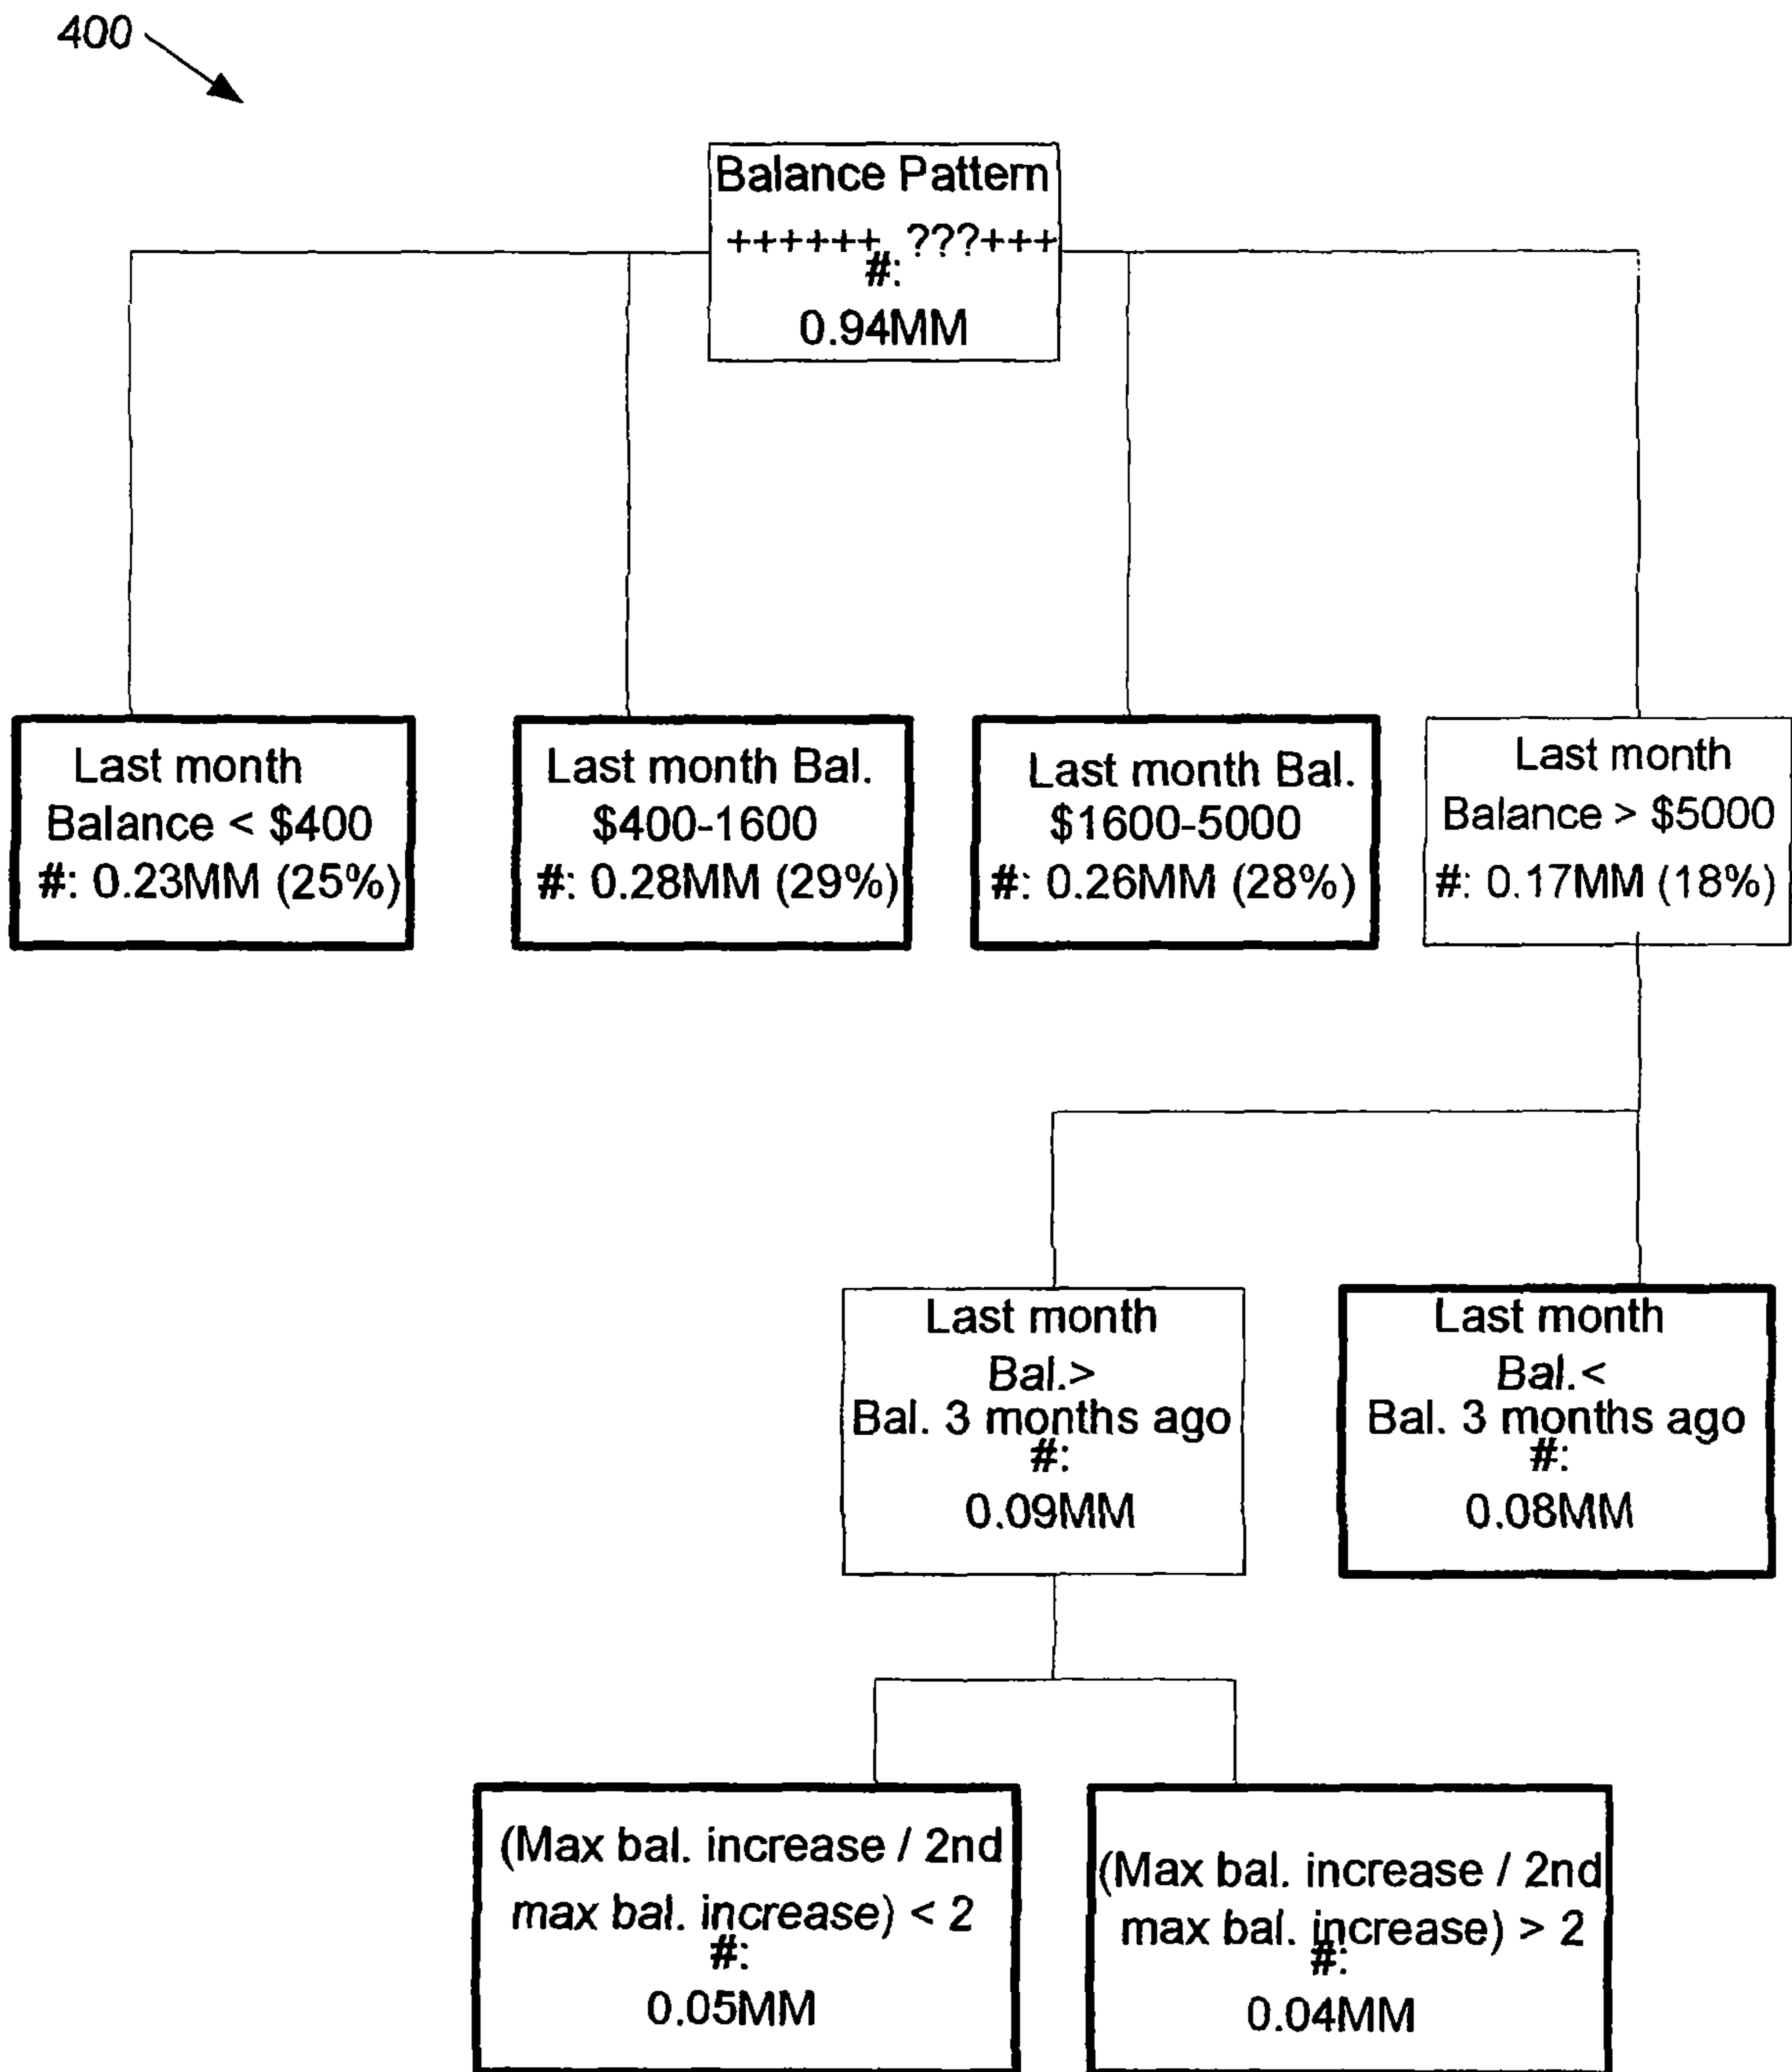 400
Balance Pattern
++++++, ???+++
#:
0.94MM
Last month
Balance < $400
#: 0.23MM (25%)
Last month Bal.
$400-1600
#: 0.28MM (29%)
Last month Bal.
$1600-5000
#: 0.26MM (28%)
Last month
Balance > $5000
#: 0.17MM (18%)
Last month
Bal.>
Bal. 3 months ago
#:
0.09MM
Last month
Bal.<
Bal. 3 months ago
#:
0.08MM
(Max bal. increase / 2nd
max bal. increase) < 2
#:
0.05MM
(Max bal. increase / 2nd
max bal. increase) > 2
#:
0.04MM